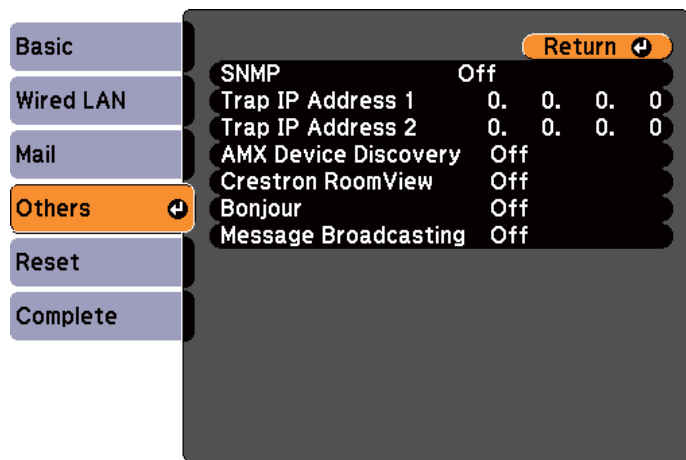 Basic
Wired LAN
Mail
Others
Reset
Complete
Return
SNMP Off
Trap IP Address 1 0. 0. 0. 0
Trap IP Address 2 0. 0. 0. 0
AMX Device Discovery Off
Crestron RoomView Off
Bonjour Off
Message Broadcasting Off